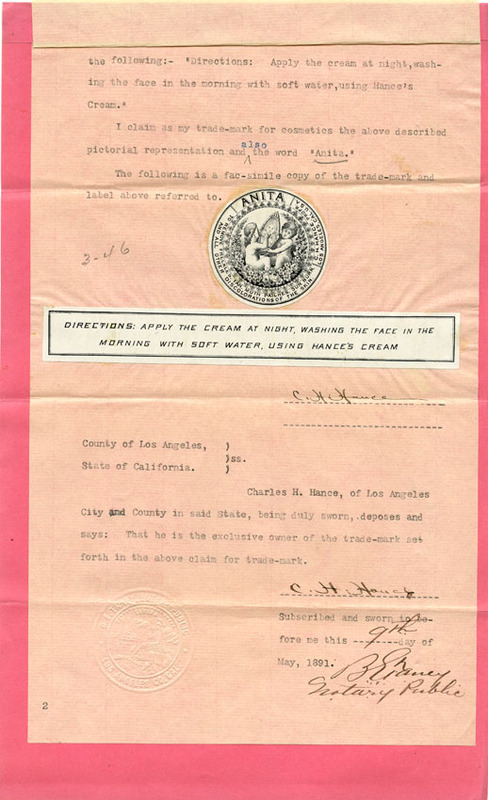 the following:- "Directions: Apply the cream at night,wash-
ing the face in the morning with soft water,using Hance's
Cream."
I claim as my trade-mark for cosmetics the above described
also
pictorial representation and the word "Anita."
The following is a fac-simile copy of the trade-mark and
label above referred to.
3-46
ANITA
DISCOLORATIONS OF THE SKIN
DIRECTIONS: APPLY THE CREAM AT NIGHT, WASHING THE FACE IN THE
MORNING WITH SOFT WATER, USING HANCE'S CREAM
C. H. Hance
County of Los Angeles, )
)ss.
State of California. )
Charles H. Hance, of Los Angeles
City and County in said State, being duly sworn, deposes and
says: That he is the exclusive owner of the trade-mark set
forth in the above claim for trade-mark.
C. H. Hance
Subscribed and sworn to be-
fore me this 9th day of
May, 1891.
Notary Public
2